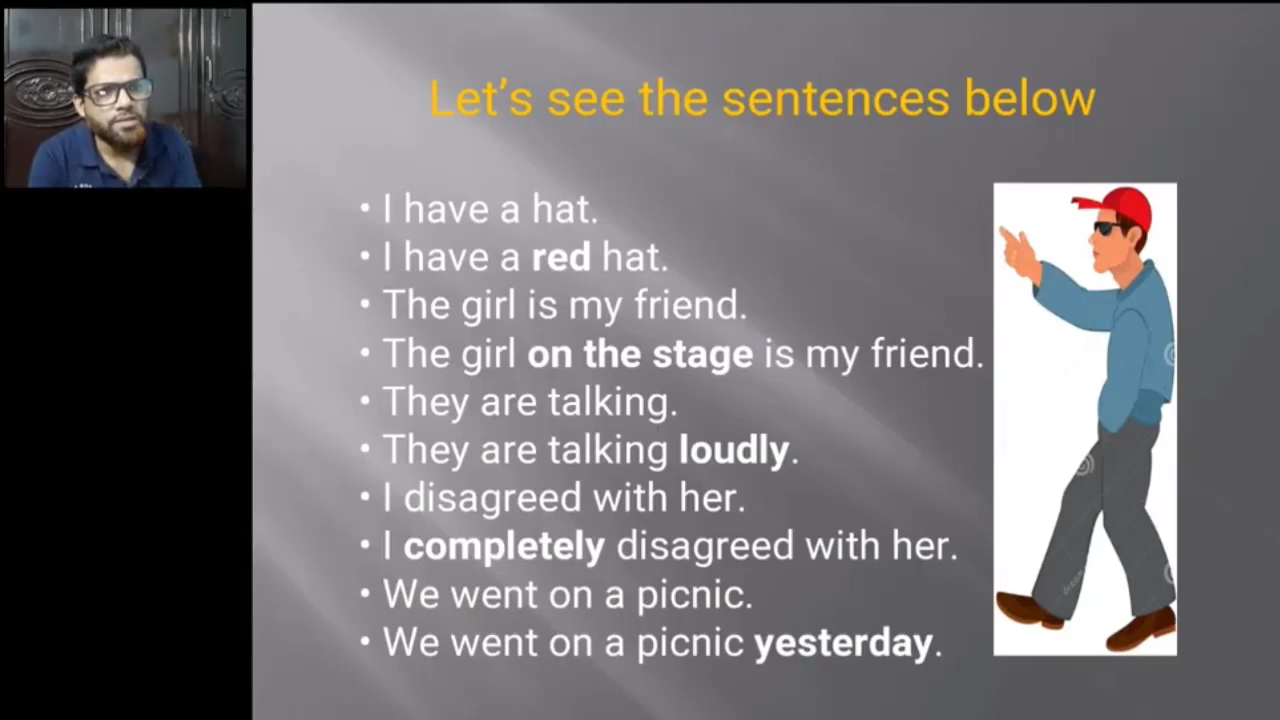 Let's see the sentences below
• I have a hat.
• I have a red hat.
• The girl is my friend.
• The girl on the stage is my friend.
• They are talking.
• They are talking loudly.
• I disagreed with her.
• I completely disagreed with her.
• We went on a picnic.
• We went on a picnic yesterday.